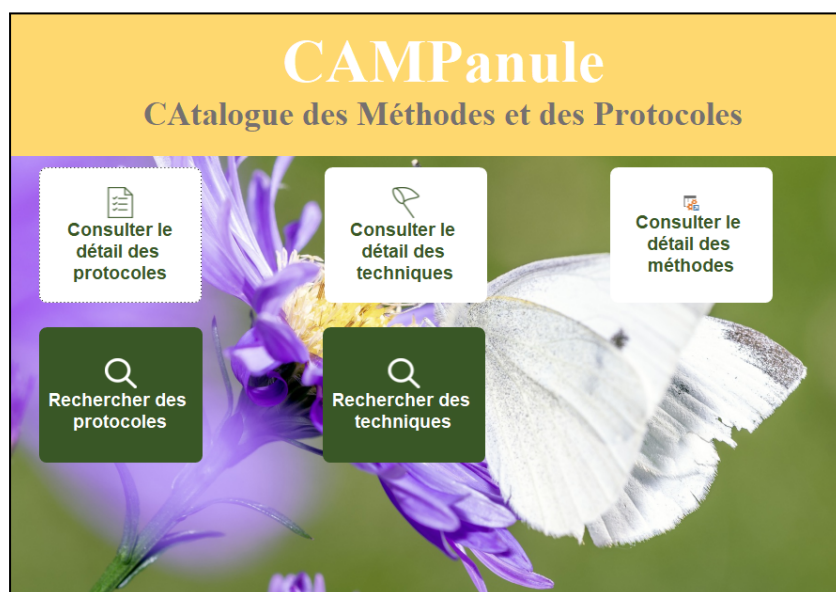 CAMPanule
CAtalogue des Méthodes et des Protocoles
Consulter le
détail des
protocoles
Consulter le
détail des
techniques
Consulter le
détail des
méthodes
Rechercher des
protocoles
Rechercher des
techniques